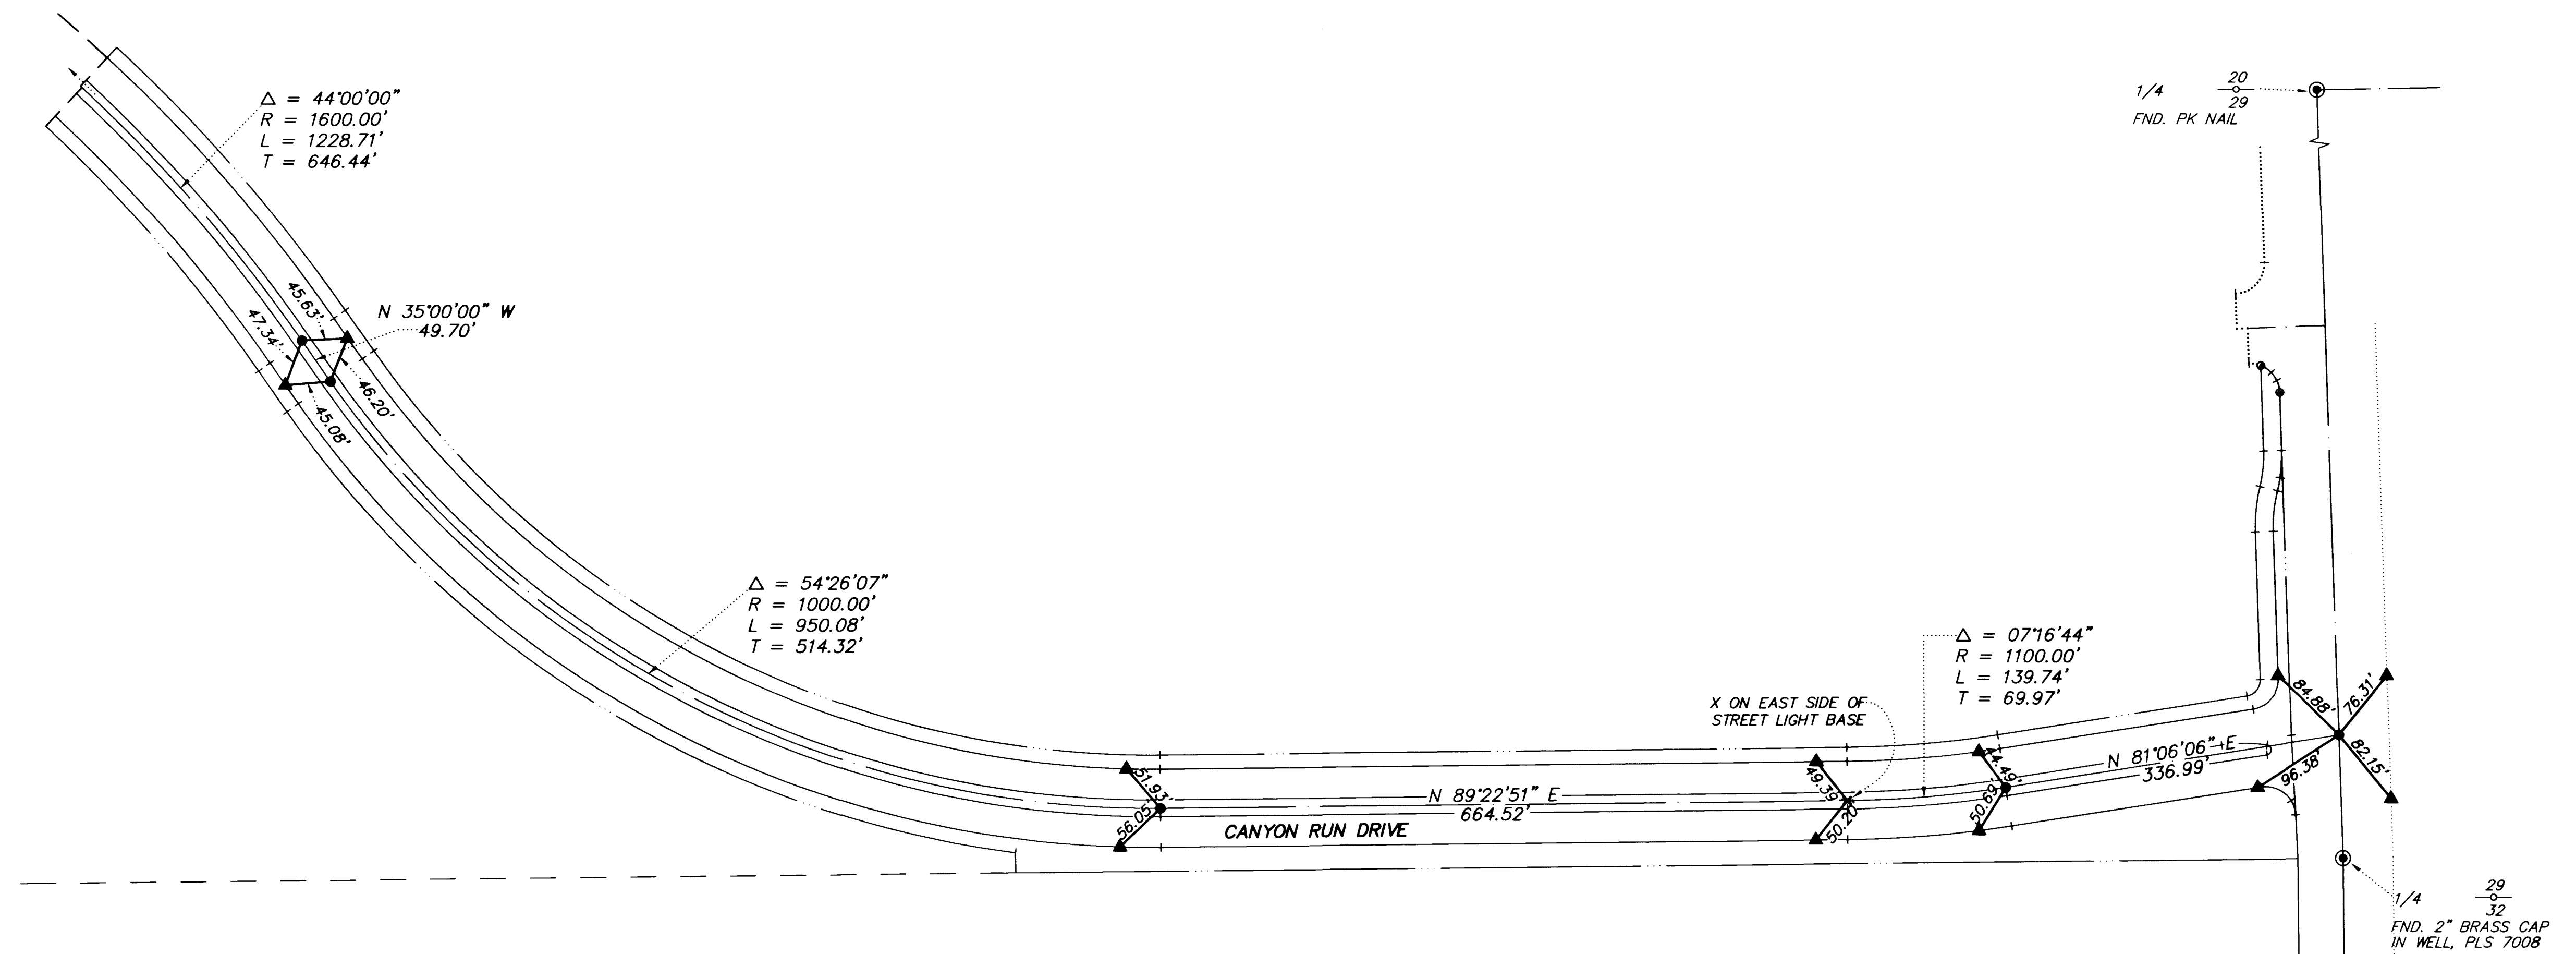 Δ = 44°00'00"
R = 1600.00'
L = 1228.71'
T = 646.44'
1/4
20
29
FND. PK NAIL
45.63'
47.34'
N 35°00'00" W
49.70'
46.20'
45.08'
Δ = 54°26'07"
R = 1000.00'
L = 950.08'
T = 514.32'
Δ = 07°16'44"
R = 1100.00'
L = 139.74'
T = 69.97'
X ON EAST SIDE OF
STREET LIGHT BASE
84.88'
76.31'
82.15'
96.38'
N 81°06'06" E
336.99'
44.49'
50.69'
49.39'
50.20'
51.93'
56.05'
N 89°22'51" E
664.52'
CANYON RUN DRIVE
1/4
29
32
FND. 2" BRASS CAP
IN WELL, PLS 7008